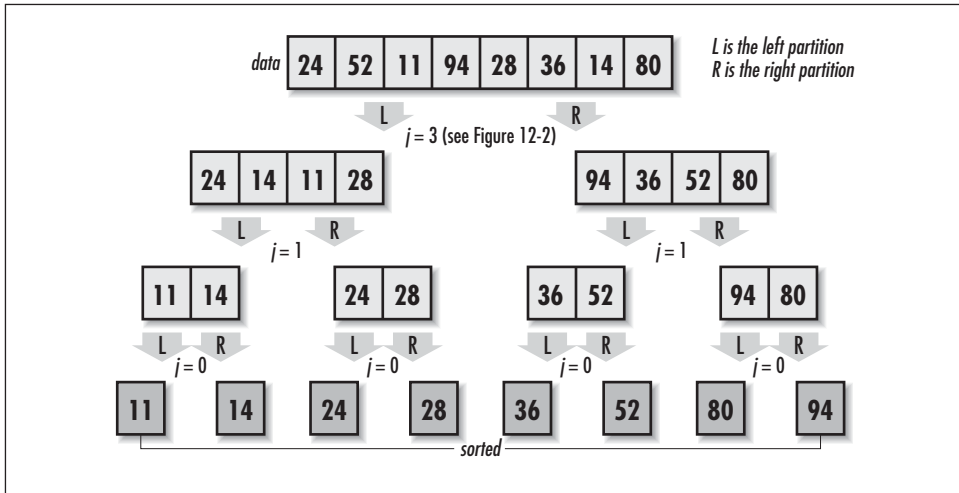 data 24 52 11 94 28 36 14 80
L is the left partition
R is the right partition
L R
j = 3 (see Figure 12-2)
24 14 11 28 94 36 52 80
L R L R
j = 1 j = 1
11 14 24 28 36 52 94 80
L R L R L R L R
j = 0 j = 0 j = 0 j = 0
11 14 24 28 36 52 80 94
sorted